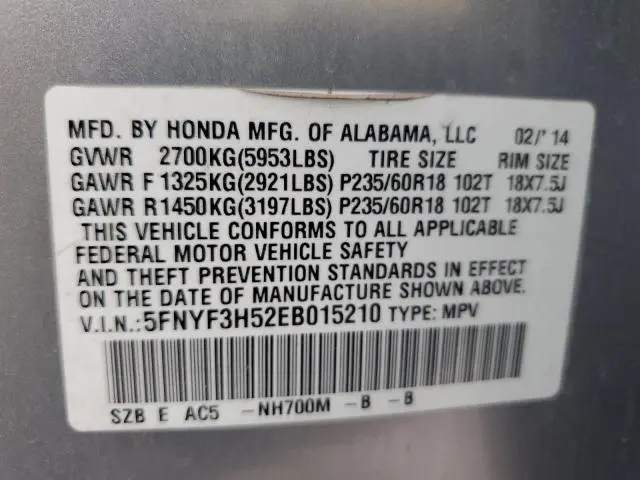 MFD. BY HONDA MFG. OF ALABAMA, LLC 02/'14
GVWR 2700KG(5953LBS) TIRE SIZE RIM SIZE
GAWR F 1325KG(2921LBS) P235/60R18 102T 18X7.5J
GAWR R1450KG(3197LBS) P235/60R18 102T 18X7.5J
THIS VEHICLE CONFORMS TO ALL APPLICABLE
FEDERAL MOTOR VEHICLE SAFETY
AND THEFT PREVENTION STANDARDS IN EFFECT
ON THE DATE OF MANUFACTURE SHOWN ABOVE.
V.I.N.:5FNYF3H52EB015210 TYPE: MPV
SZB E AC5 -NH700M -B -B